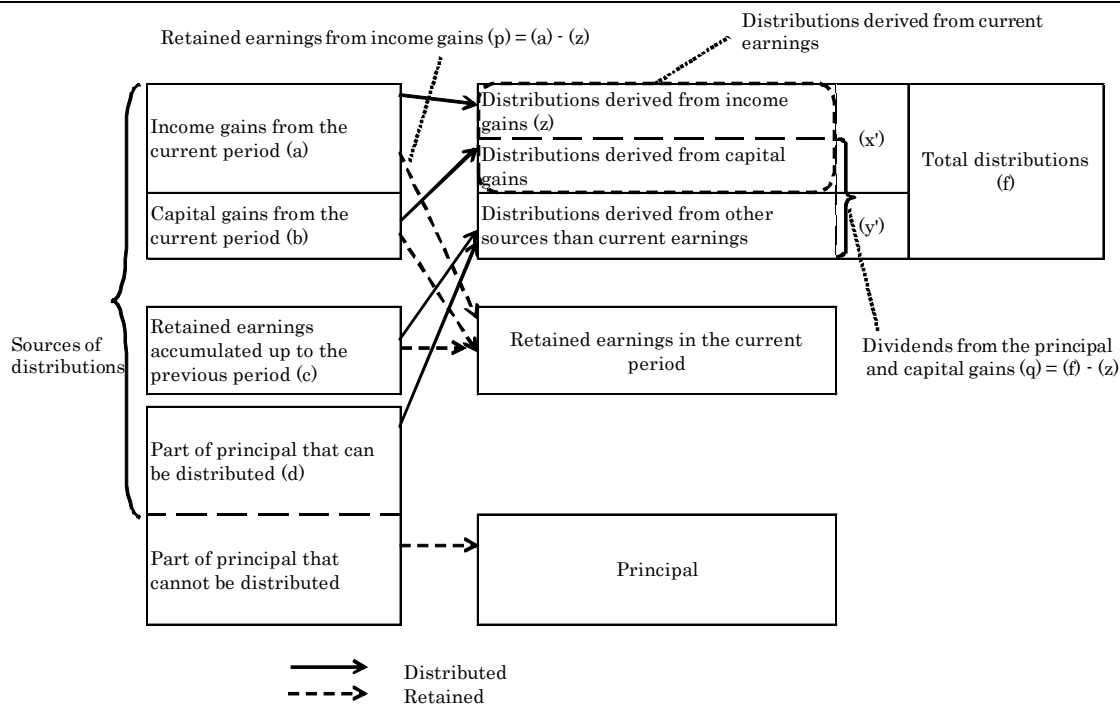 Distributions derived from current
earnings
Retained earnings from income gains (p) = (a) - (z)
Income gains from the
current period (a)
Distributions derived from income
gains (z)
Distributions derived from capital
gains
(x')
Total distributions
(f)
Capital gains from the
current period (b)
Distributions derived from other
sources than current earnings
(y')
Sources of
distributions
Retained earnings
accumulated up to the
previous period (c)
Retained earnings in the current
period
Dividends from the principal
and capital gains (q) = (f) - (z)
Part of principal that can
be distributed (d)
Part of principal that
cannot be distributed
Principal
Distributed
Retained